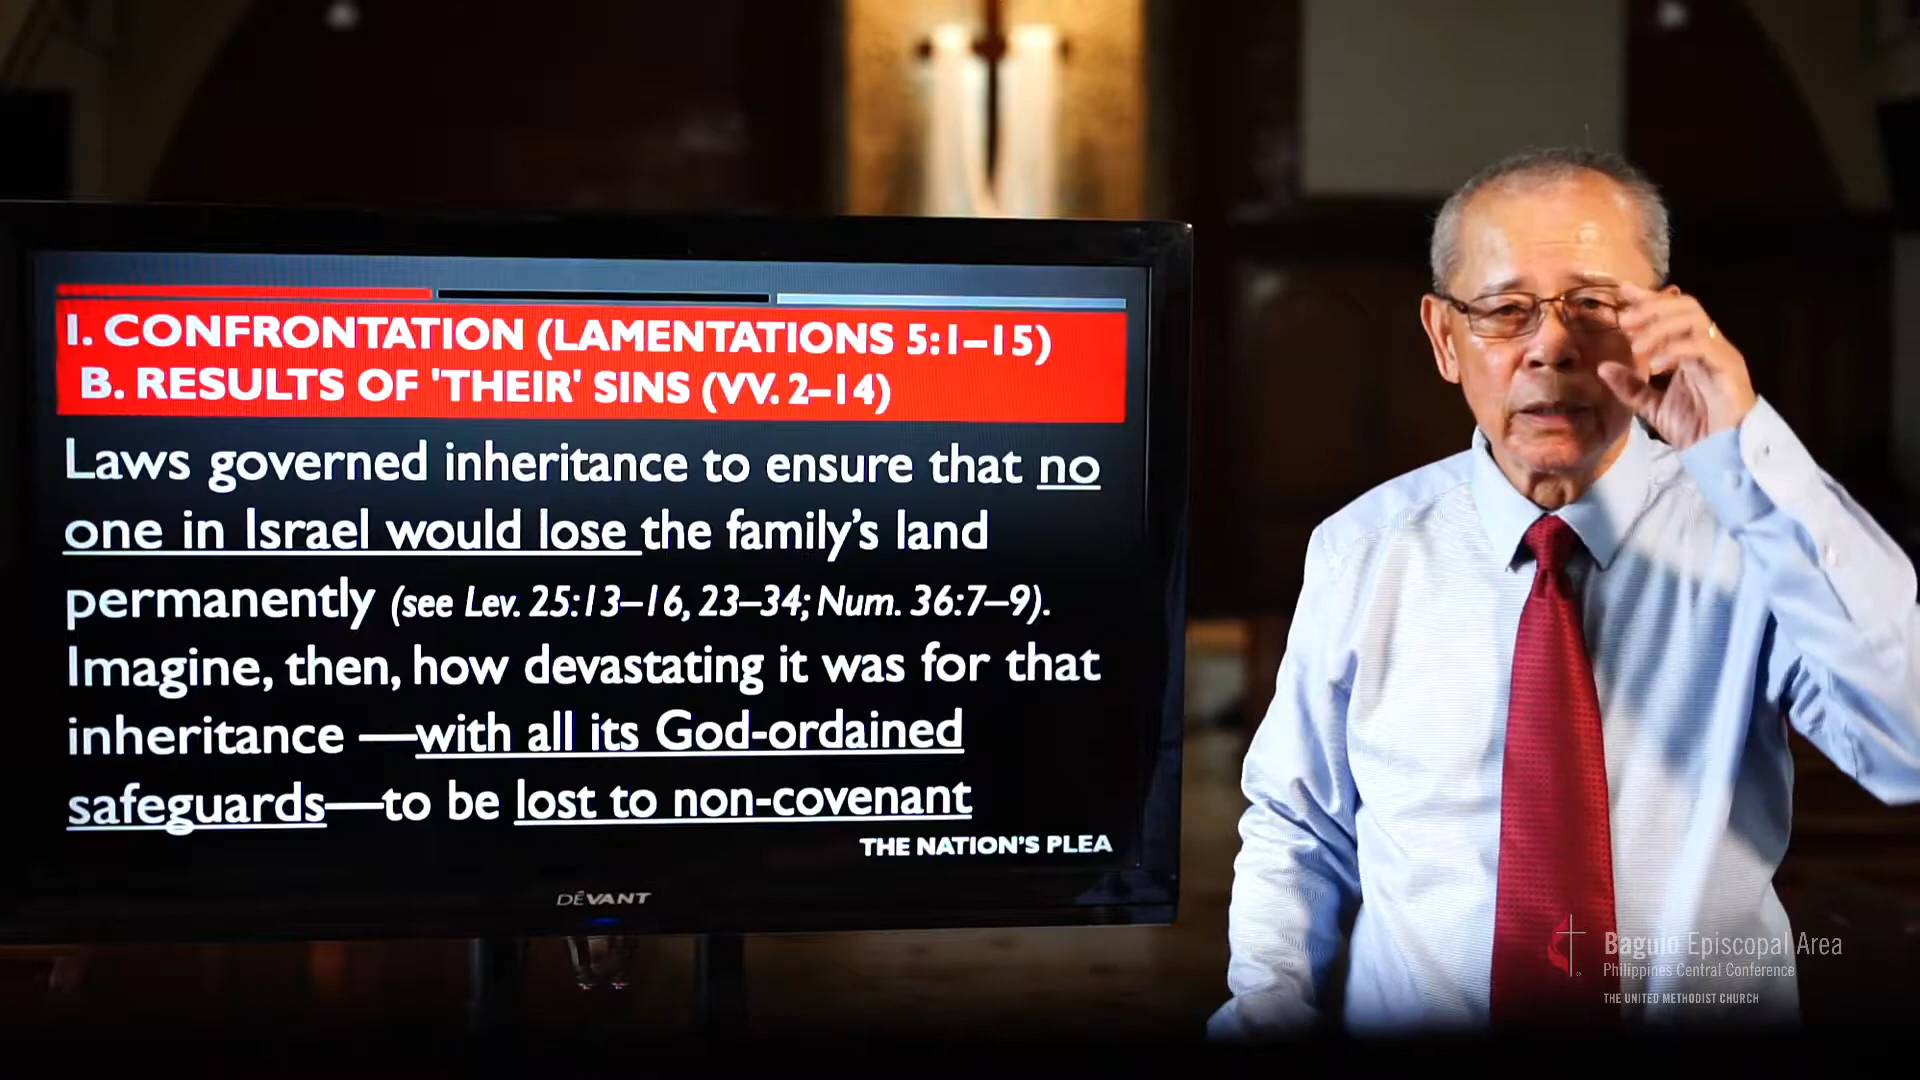 I. CONFRONTATION (LAMENTATIONS 5:1–15)
B. RESULTS OF 'THEIR' SINS (VV. 2–14)
Laws governed inheritance to ensure that no
one in Israel would lose the family's land
permanently (see Lev. 25:13–16, 23–34; Num. 36:7–9).
Imagine, then, how devastating it was for that
inheritance —with all its God-ordained
safeguards—to be lost to non-covenant
THE NATION'S PLEA
DEVANT
Baguio Episcopal Area
Philippines Central Conference
THE UNITED METHODIST CHURCH